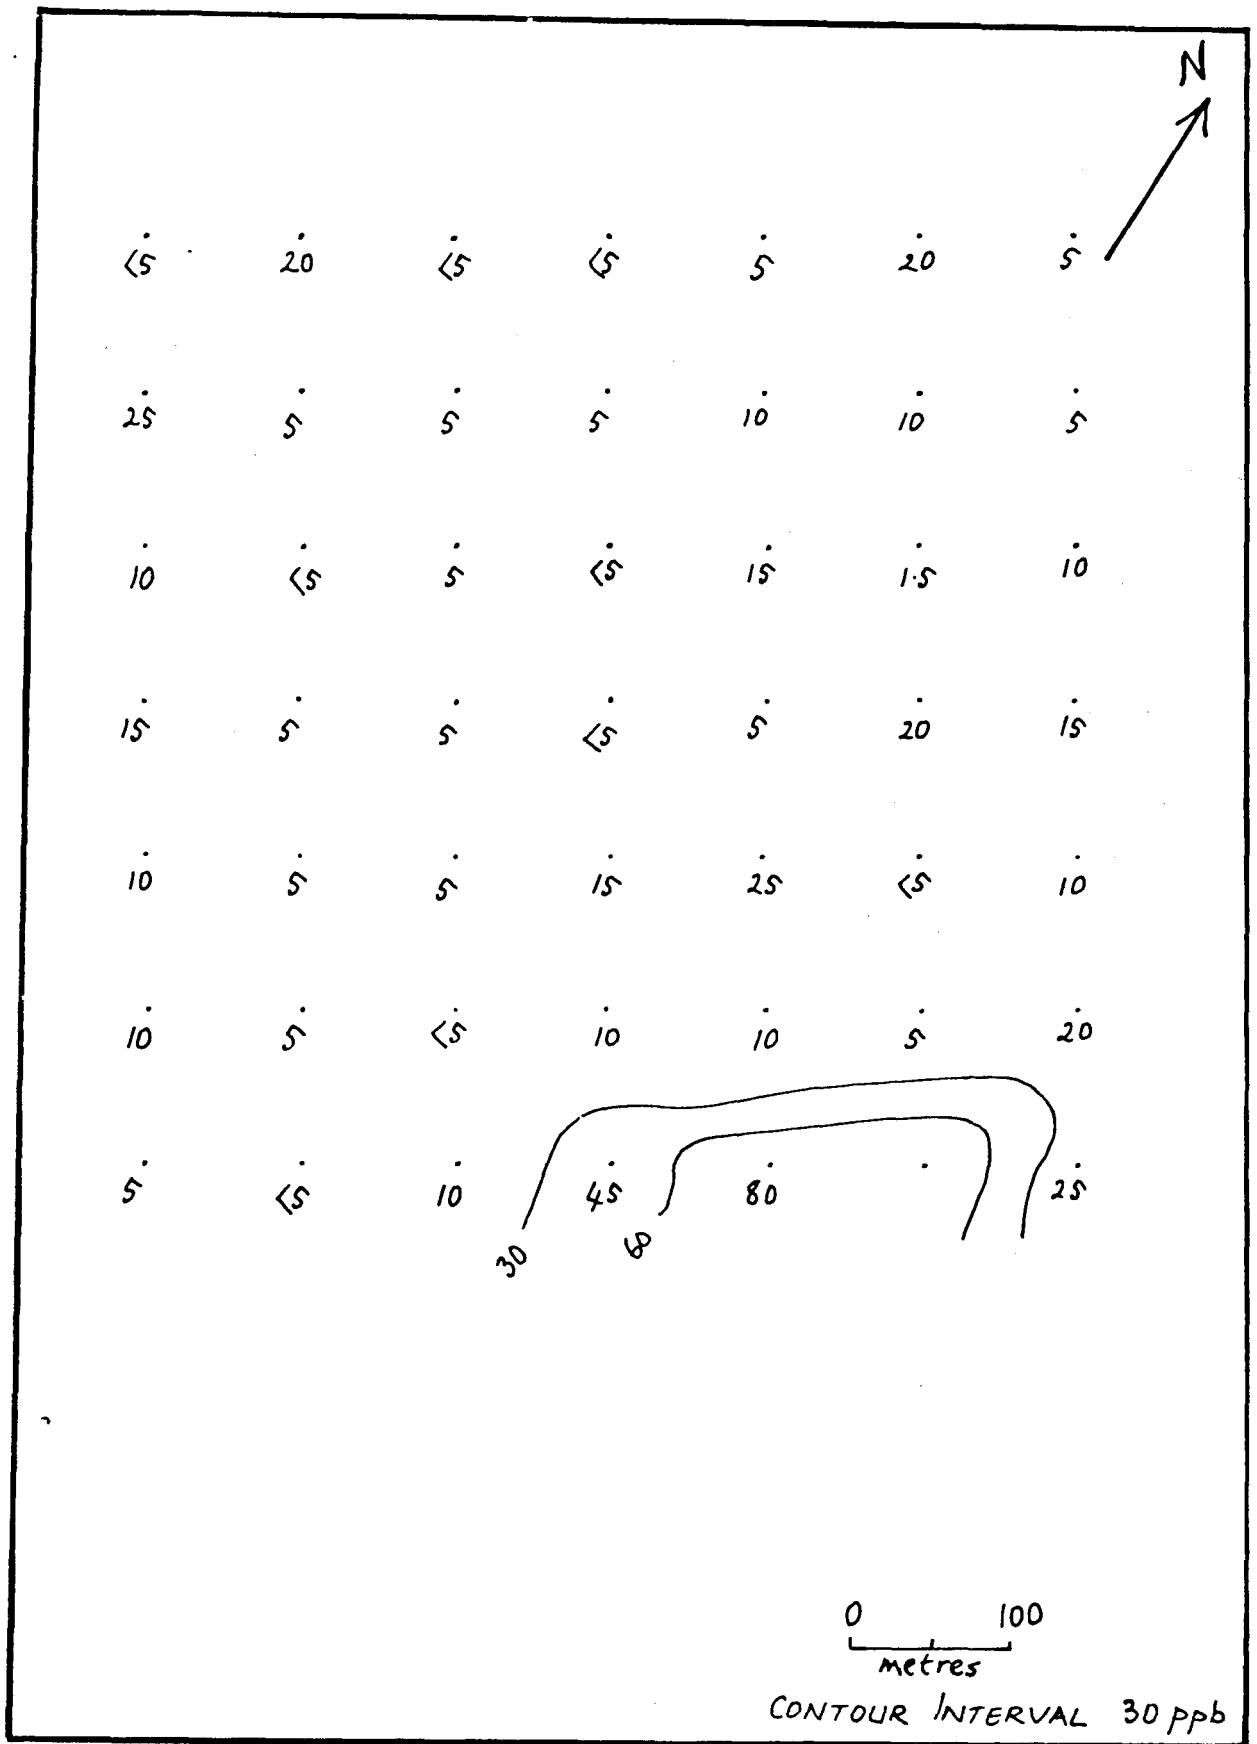 N
<5 20 <5 <5 5 20 5
25 5 5 5 10 10 5
10 <5 5 <5 15 1.5 10
15 5 5 <5 5 20 15
10 5 5 15 25 <5 10
10 5 <5 10 10 5 20
5 <5 10 45 80 25
30 60
0 100
metres
CONTOUR INTERVAL 30 ppb